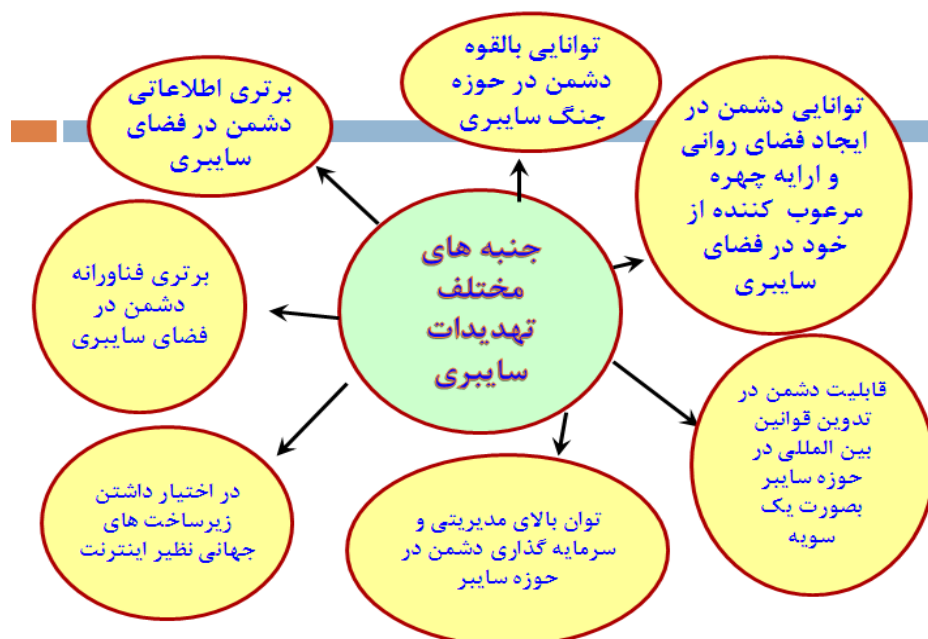 جنبه های
مختلف
تهدیدات
سایبری
توانایی بالقوه
دشمن در حوزه
جنگ سایبری
توانایی دشمن در
ایجاد فضای روانی
و ارایه چهره
مرعوب کننده از
خود در فضای
سایبری
قابلیت دشمن در
تدوین قوانین
بین المللی در
حوزه سایبر
بصورت یک
سویه
توان بالای مدیریتی و
سرمایه گذاری دشمن در
حوزه سایبر
در اختیار داشتن
زیرساخت های
جهانی نظیر اینترنت
برتری فناورانه
دشمن در
فضای سایبری
برتری اطلاعاتی
دشمن در فضای
سایبری